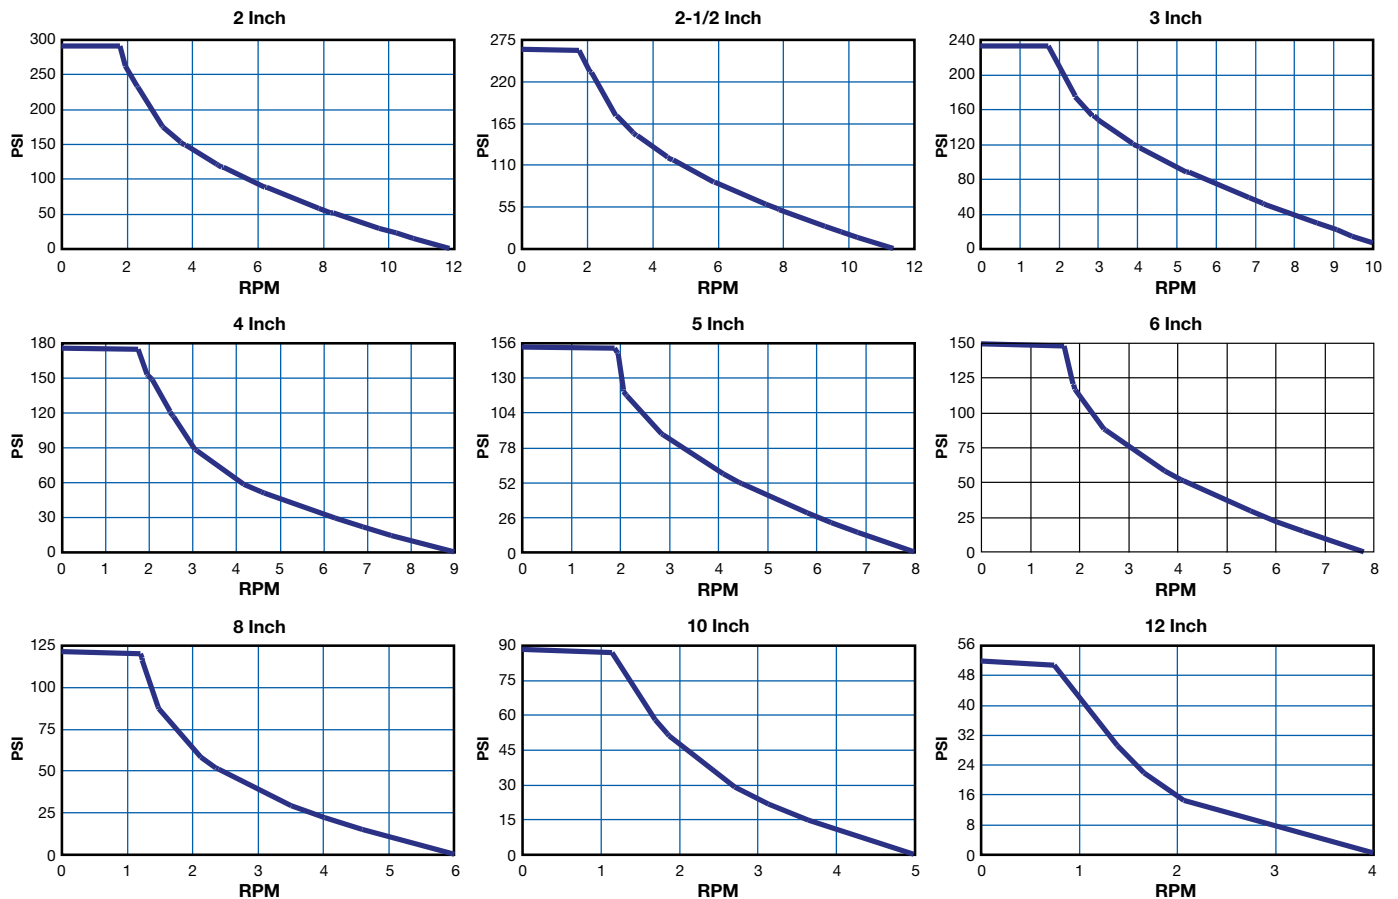 2 Inch
300
250
200
150
100
50
0
PSI
0 2 4 6 8 10 12
RPM
2-1/2 Inch
275
220
165
110
55
0
PSI
0 2 4 6 8 10 12
RPM
3 Inch
240
200
160
120
80
40
0
PSI
0 1 2 3 4 5 6 7 8 9 10
RPM
4 Inch
180
150
120
90
60
30
0
PSI
0 1 2 3 4 5 6 7 8 9
RPM
5 Inch
156
130
104
78
52
26
0
PSI
0 1 2 3 4 5 6 7 8
RPM
6 Inch
150
125
100
75
50
25
0
PSI
0 1 2 3 4 5 6 7 8
RPM
8 Inch
125
100
75
50
25
0
PSI
0 1 2 3 4 5 6
RPM
10 Inch
90
75
60
45
30
15
0
PSI
0 1 2 3 4 5
RPM
12 Inch
56
48
40
32
24
16
8
0
PSI
0 1 2 3 4
RPM